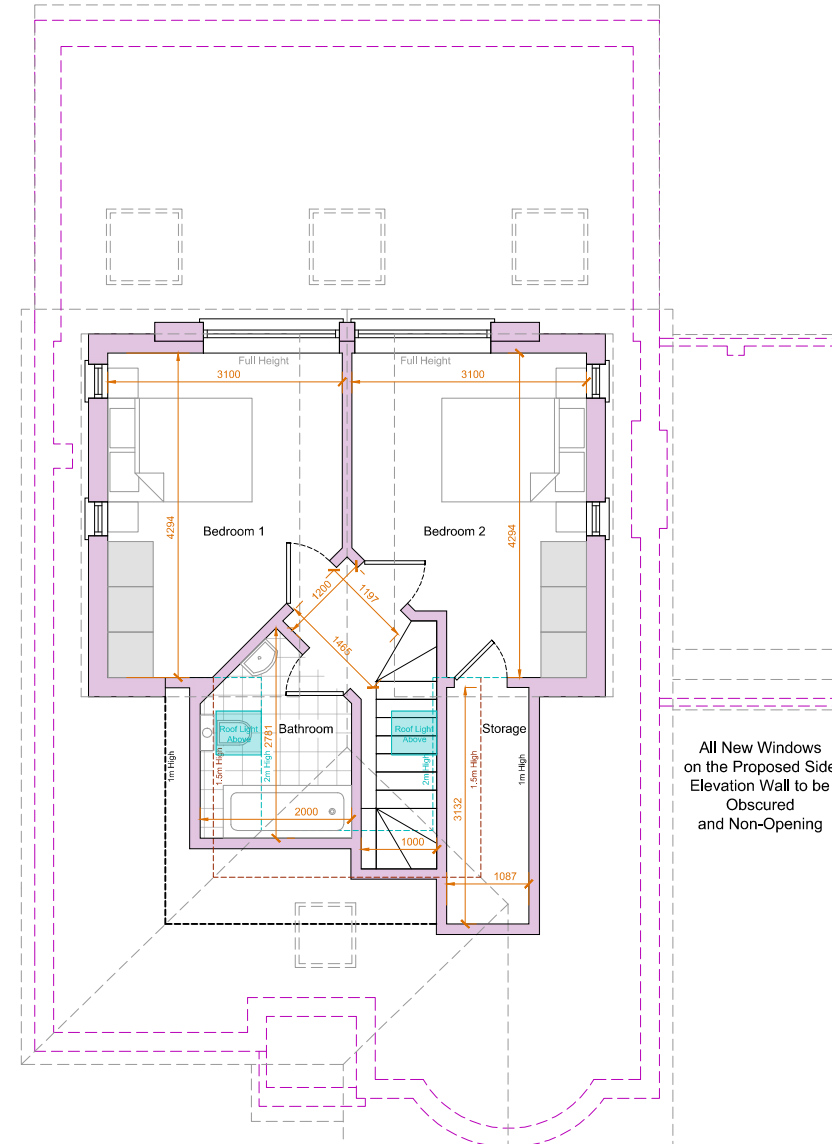 Full Height
Full Height
3100
3100
4294
4294
Bedroom 1
Bedroom 2
1200
1197
1465
Roof Light
Above
Bathroom
2781
Roof Light
Above
Storage
1m High
1.5m High
2m High
2m High
1.5m High
1m High
3132
2000
1000
1087
All New Windows
on the Proposed Side
Elevation Wall to be
Obscured
and Non-Opening